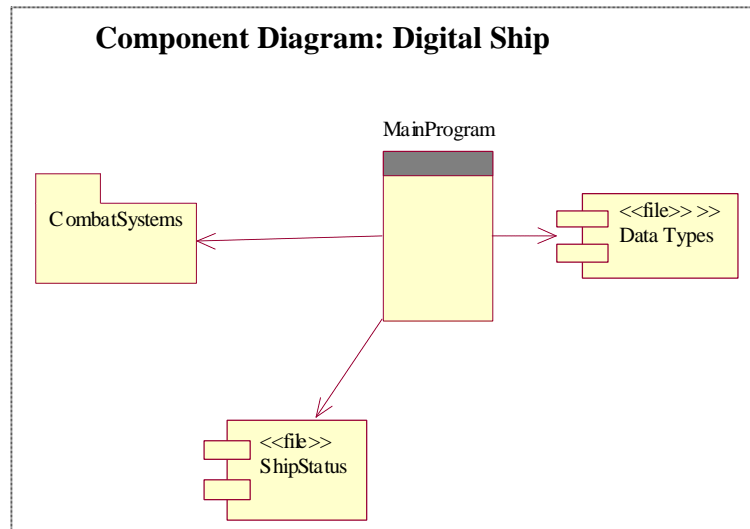 Component Diagram: Digital Ship
MainProgram
CombatSystems
<<file>> >>
Data Types
<<file>>
ShipStatus